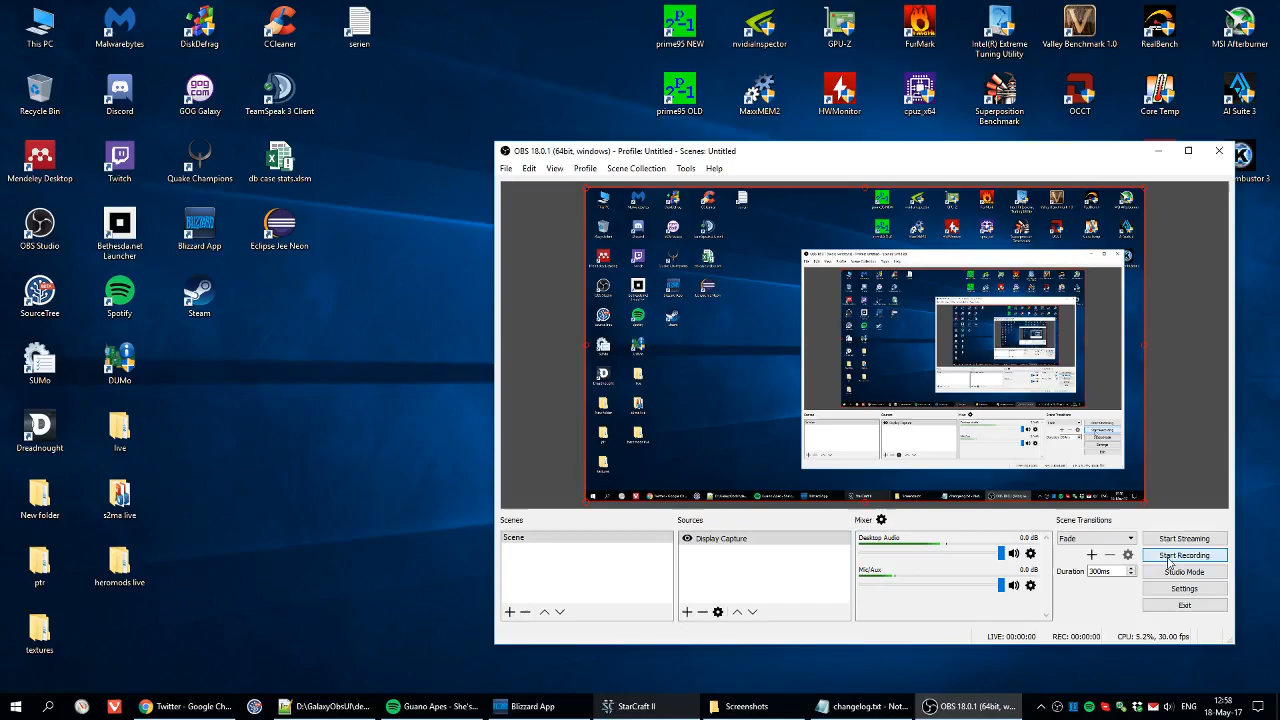 This PC
Malwarebytes
DiskDefrag
CCleaner
serien
prime95 NEW
nvidiaInspector
GPU-Z
FurMark
Intel(R) Extreme
Tuning Utility
Valley Benchmark 1.0
RealBench
MSI Afterburner
Recycle Bin
Discord
GOG Galaxy
TeamSpeak 3 Client
prime95 OLD
MaxxMEM2
HWMonitor
cpuz_x64
Superposition
Benchmark
OCCT
Core Temp
AI Suite 3
Mendeley Desktop
Twitch
Quake Champions
db case stats.xlsm
mbustor 3
OBS Studio
Bethesda.net
Launcher
Blizzard App
Eclipse Jee Neon
SourceTree
BETA
Spotify
Steam
SUMo
DUMo
Dreadnought
lnre
New folder
s2ma live
ptr
heromods live
textures
OBS 18.0.1 (64bit, windows) - Profile: Untitled - Scenes: Untitled
File Edit View Profile Scene Collection Tools Help
Scenes
Scene
Sources
Display Capture
Mixer
Desktop Audio 0.0 dB
Mic/Aux 0.0 dB
Scene Transitions
Fade
Duration 300ms
Start Streaming
Start Recording
Studio Mode
Settings
Exit
LIVE: 00:00:00 REC: 00:00:00 CPU: 5.2%, 30.00 fps
Twitter - Google Ch...
D:\GalaxyObsUI\de...
Guano Apes - She's...
Blizzard App
StarCraft II
Screenshots
changelog.txt - Not...
OBS 18.0.1 (64bit, w...
ENG
12:58
18-May-17